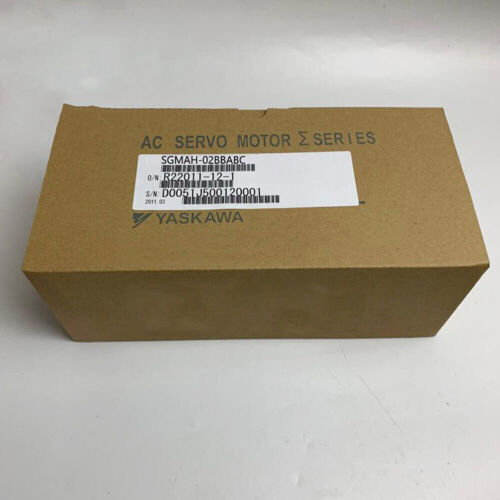 AC SERVO MOTOR Σ SERIES
SGMAH-02BBABC
O/N: R22011-12-1
S/N: D0051J500120001
2011.03
YASKAWA